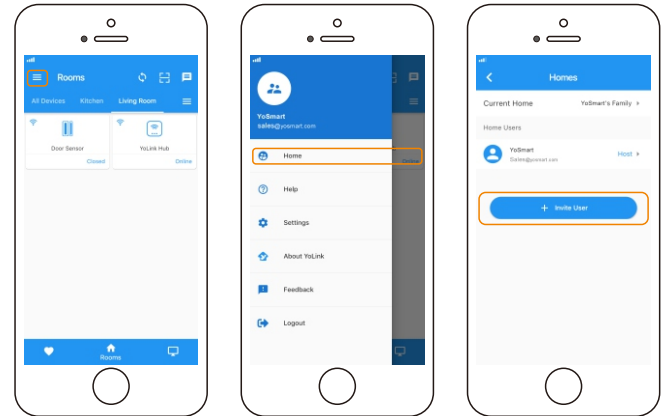 Rooms
All Devices Kitchen Living Room
Door Sensor
Closed
YoLink Hub
Online
Rooms
YoSmart
sales@yosmart.com
Home
Online
Help
Settings
About YoLink
Feedback
Logout
Homes
Current Home YoSmart's Family
Home Users
YoSmart
Sales@yosmart.com
Host
+ Invite User